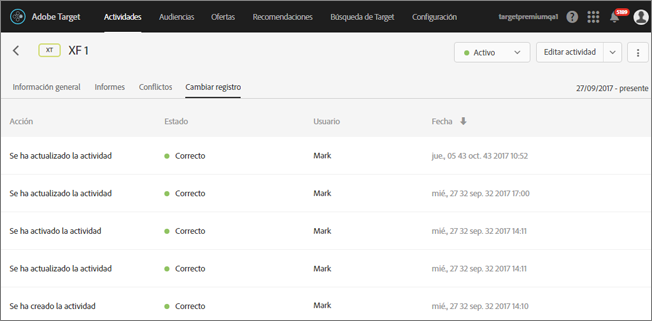 Adobe Target Actividades Audiencias Ofertas Recomendaciones Búsqueda de Target Configuración targetpremiumqa1 ? 5109
XT XF 1 Activo Editar actividad
Información general Informes Conflictos Cambiar registro 27/09/2017 - presente
Acción Estado Usuario Fecha
Se ha actualizado la actividad Correcto Mark jue., 05 43 oct. 43 2017 10:52
Se ha actualizado la actividad Correcto Mark mié., 27 32 sep. 32 2017 17:00
Se ha activado la actividad Correcto Mark mié., 27 32 sep. 32 2017 14:11
Se ha actualizado la actividad Correcto Mark mié., 27 32 sep. 32 2017 14:11
Se ha creado la actividad Correcto Mark mié., 27 32 sep. 32 2017 14:10